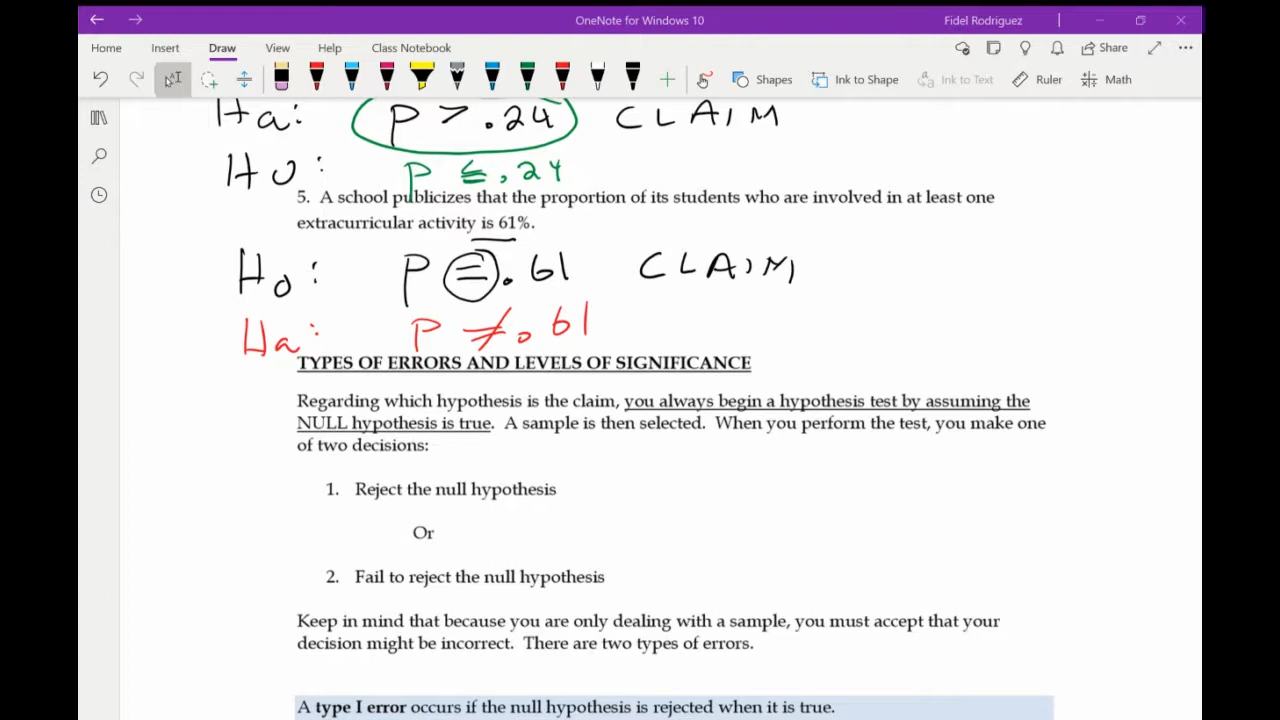 OneNote for Windows 10
Fidel Rodriguez
Home Insert Draw View Help Class Notebook Share
Shapes Ink to Shape Ink to Text Ruler Math
Ha: p > .24 CLAIM
H0: p ≤ .24
5. A school publicizes that the proportion of its students who are involved in at least one
extracurricular activity is 61%.
H0: p = .61 CLAIM
Ha: p ≠ .61
TYPES OF ERRORS AND LEVELS OF SIGNIFICANCE
Regarding which hypothesis is the claim, you always begin a hypothesis test by assuming the
NULL hypothesis is true. A sample is then selected. When you perform the test, you make one
of two decisions:
1. Reject the null hypothesis
Or
2. Fail to reject the null hypothesis
Keep in mind that because you are only dealing with a sample, you must accept that your
decision might be incorrect. There are two types of errors.
A type I error occurs if the null hypothesis is rejected when it is true.